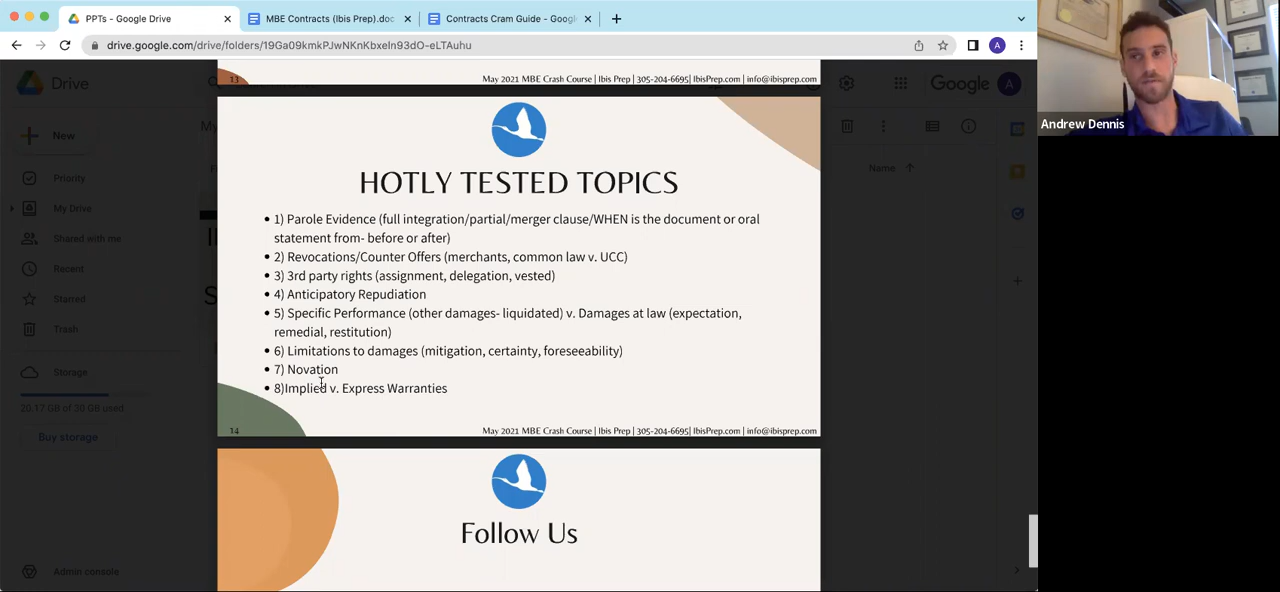 PPTs - Google Drive
MBE Contracts (Ibis Prep).doc
Contracts Cram Guide - Goog
drive.google.com/drive/folders/19Ga09kmkPJwNKnKbxeIn93dO-eLTAuhu
Andrew Dennis
Drive
Google
A
13
May 2021 MBE Crash Course | Ibis Prep | 305-204-6695| IbisPrep.com | info@ibisprep.com
New
Priority
My Drive
Shared with me
Recent
Starred
Trash
Storage
20.17 GB of 30 GB used
Buy storage
Admin console
Name
HOTLY TESTED TOPICS
• 1) Parole Evidence (full integration/partial/merger clause/WHEN is the document or oral
statement from- before or after)
• 2) Revocations/Counter Offers (merchants, common law v. UCC)
• 3) 3rd party rights (assignment, delegation, vested)
• 4) Anticipatory Repudiation
• 5) Specific Performance (other damages- liquidated) v. Damages at law (expectation,
remedial, restitution)
• 6) Limitations to damages (mitigation, certainty, foreseeability)
• 7) Novation
• 8)Implied v. Express Warranties
14
May 2021 MBE Crash Course | Ibis Prep | 305-204-6695| IbisPrep.com | info@ibisprep.com
Follow Us